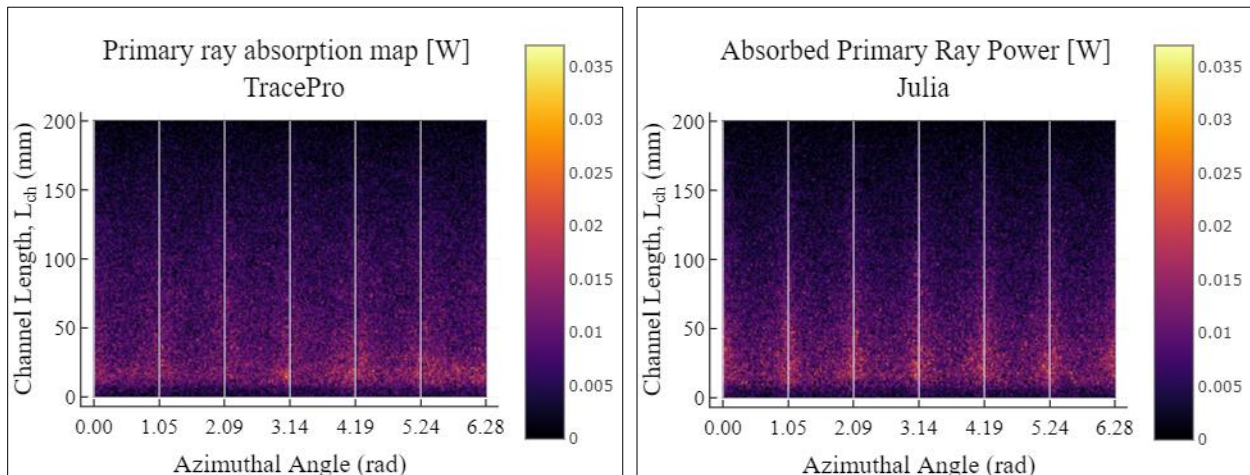 Primary ray absorption map [W]
TracePro
Channel Length, L_ch (mm)
200
150
100
50
0
0.00 1.05 2.09 3.14 4.19 5.24 6.28
Azimuthal Angle (rad)
0.035
0.03
0.025
0.02
0.015
0.01
0.005
0
Absorbed Primary Ray Power [W]
Julia
Channel Length, L_ch (mm)
200
150
100
50
0
0.00 1.05 2.09 3.14 4.19 5.24 6.28
Azimuthal Angle (rad)
0.035
0.03
0.025
0.02
0.015
0.01
0.005
0